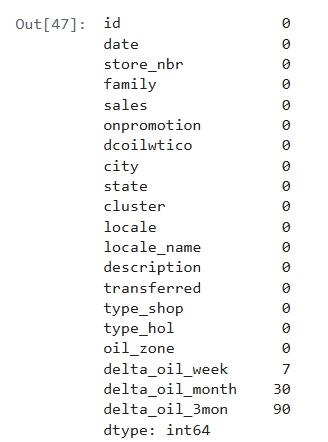 Out[47]: id 0
date 0
store_nbr 0
family 0
sales 0
onpromotion 0
dcoilwtico 0
city 0
state 0
cluster 0
locale 0
locale_name 0
description 0
transferred 0
type_shop 0
type_hol 0
oil_zone 0
delta_oil_week 7
delta_oil_month 30
delta_oil_3mon 90
dtype: int64